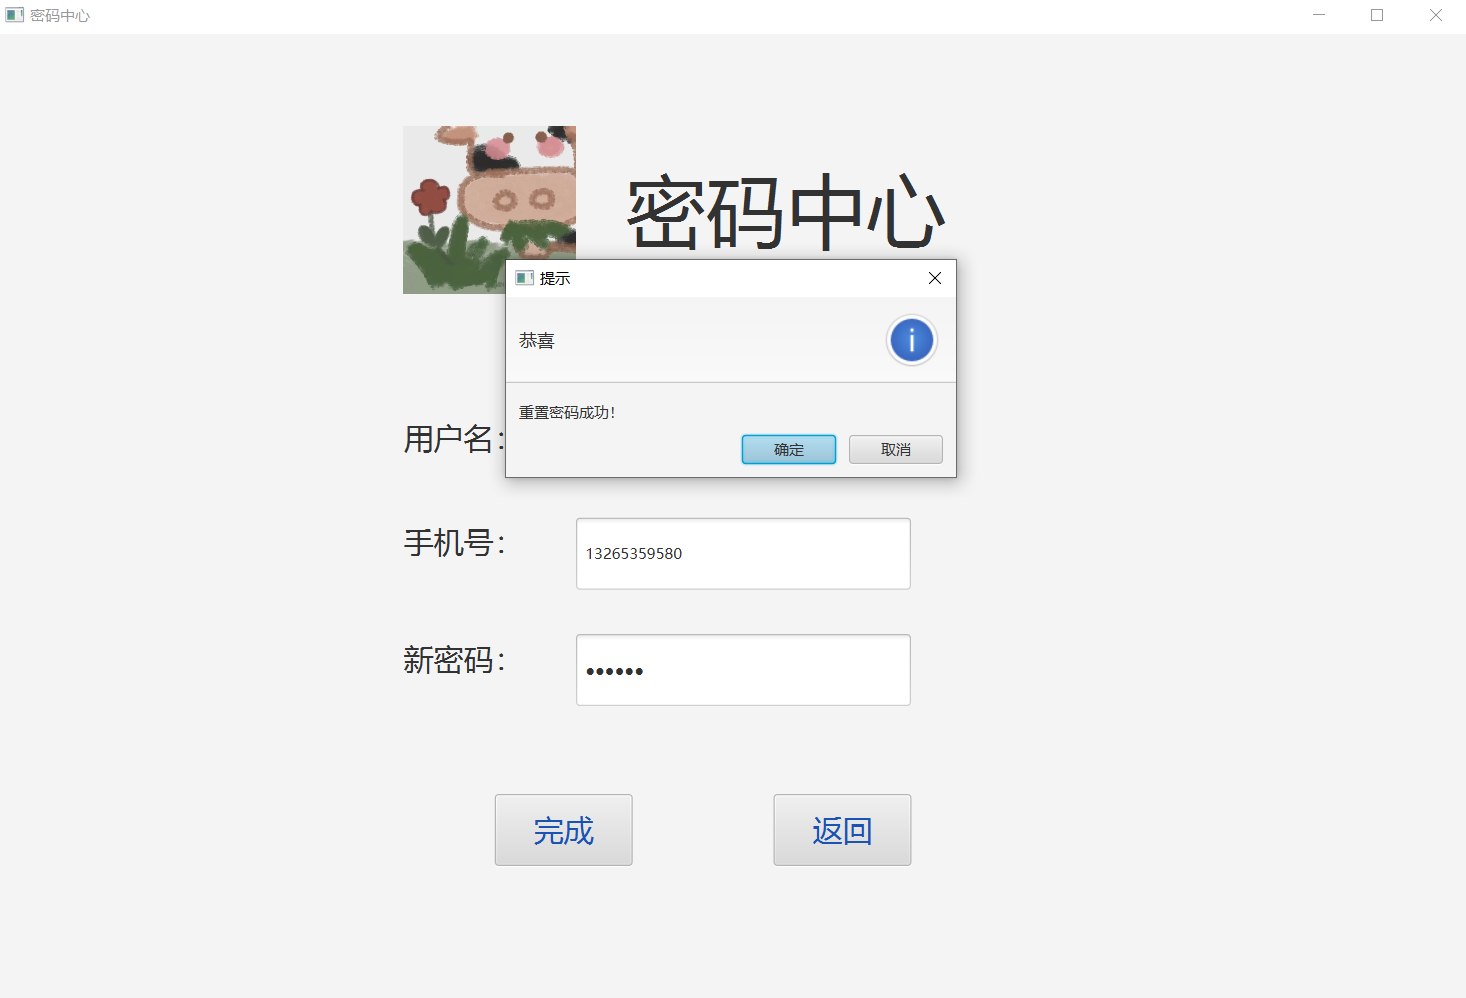 密码中心
密码中心
提示
恭喜
重置密码成功！
确定
取消
用户名：
手机号：
13265359580
新密码：
••••••
完成
返回